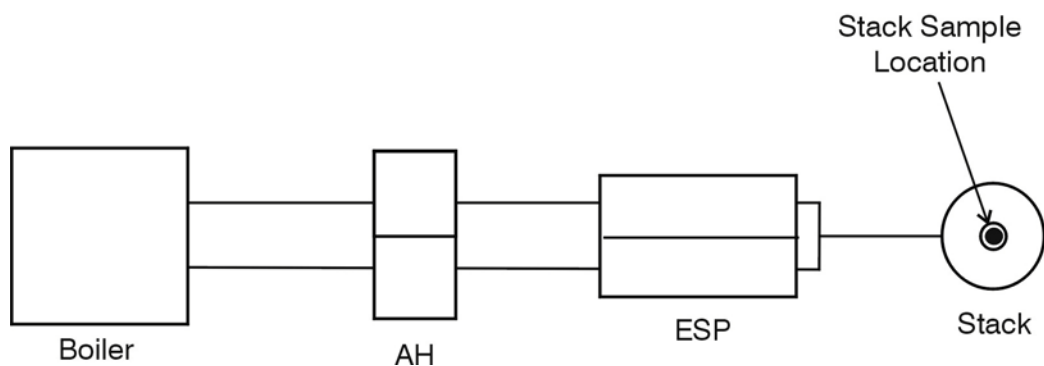 Stack Sample
Location
Boiler
AH
ESP
Stack